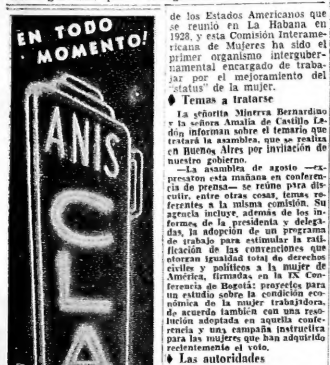 EN TODO
MOMENTO!
ANIS
CLA
de los Estados Americanos que
se reunió en La Habana en
1928, y esta Comisión Interame-
ricana de Mujeres ha sido el
primer organismo interguber-
namental encargado de traba-
jar por el mejoramiento del
"status" de la mujer.
♦ Temas a tratarse
La señorita Minerva Bernardino
y la señora Amalia de Castillo Le-
dón informan sobre el temario que
tratará la asamblea, que se realiza
en Buenos Aires por invitación de
nuestro gobierno.
—La asamblea de agosto —ex-
presaron esta mañana en conferen-
cia de prensa— se reúne para dis-
cutir, entre otras cosas, temas re-
ferentes a la misma comisión. Su
agencia incluye, además de los in-
formes de la presidenta y delega-
das, la adopción de un programa
de trabajo para estimular la rati-
ficación de las convenciones que
otorgan igualdad total de derechos
civiles y políticos a la mujer de
América, firmadas en la IX Confe-
rencia de Bogotá; proyectos para
un estudio sobre la condición econó-
mica de la mujer trabajadora,
de acuerdo también con una reso-
lución adoptada en aquella confe-
rencia y una campaña instructiva
para las mujeres que han adquirido
recientemente el voto.
♦ Las autoridades